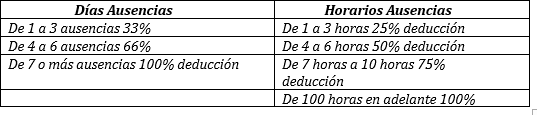 Días Ausencias
Horarios Ausencias
De 1 a 3 ausencias 33%
De 1 a 3 horas 25% deducción
De 4 a 6 ausencias 66%
De 4 a 6 horas 50% deducción
De 7 o más ausencias 100% deducción
De 7 horas a 10 horas 75%
deducción
De 100 horas en adelante 100%